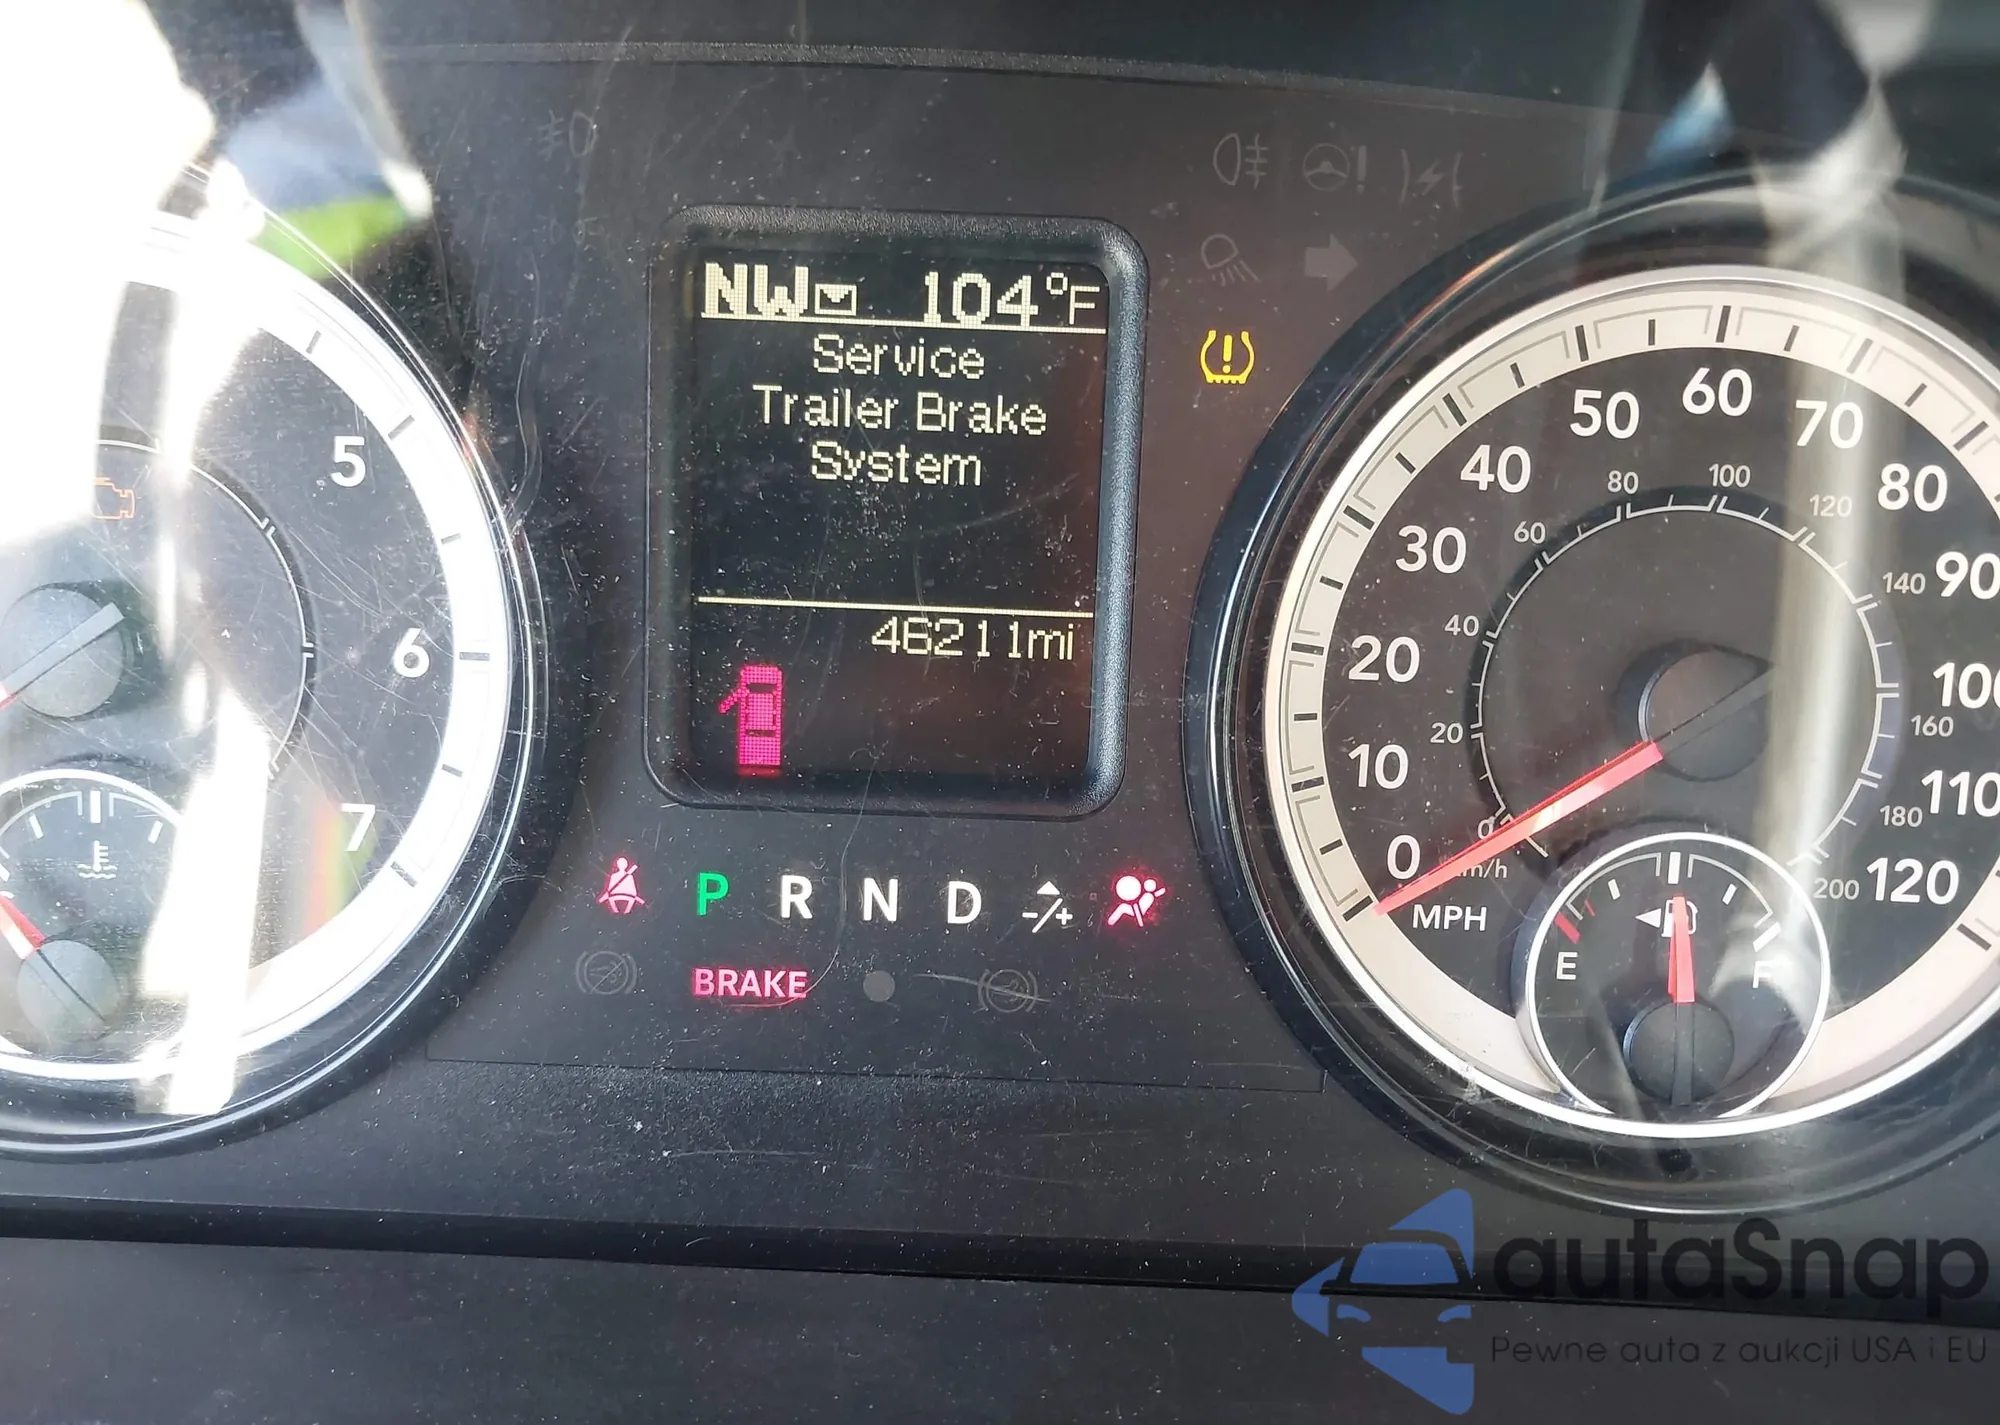 NW 104°F
Service
Trailer Brake
System
46211mi
P R N D -/+
BRAKE
5
6
7
0 10 20 30 40 50 60 70 80 90 100 110 120
0 20 40 60 80 100 120 140 160 180 200
MPH
E F
autaSnap
Pewne auta z aukcji USA i EU